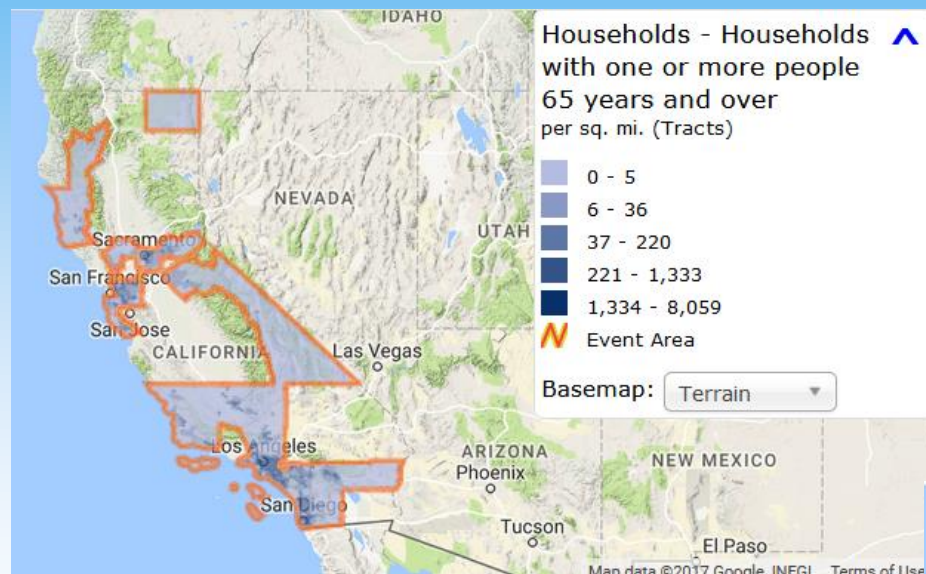 IDAHO
Households - Households
with one or more people
65 years and over
per sq. mi. (Tracts)
0 - 5
6 - 36
37 - 220
221 - 1,333
1,334 - 8,059
Event Area
Basemap: Terrain
NEVADA
UTAH
Sacramento
San Francisco
San Jose
CALIFORNIA
Las Vegas
Los Angeles
ARIZONA
NEW MEXICO
Phoenix
San Diego
Tucson
El Paso
Map data ©2017 Google, INEGI Terms of Use